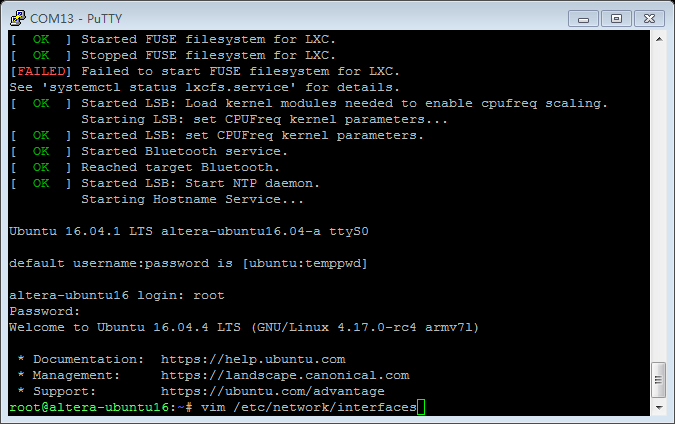 COM13 - PuTTY
[  OK  ] Started FUSE filesystem for LXC.
[  OK  ] Stopped FUSE filesystem for LXC.
[FAILED] Failed to start FUSE filesystem for LXC.
See 'systemctl status lxcfs.service' for details.
[  OK  ] Started LSB: Load kernel modules needed to enable cpufreq scaling.
         Starting LSB: set CPUFreq kernel parameters...
[  OK  ] Started LSB: set CPUFreq kernel parameters.
[  OK  ] Started Bluetooth service.
[  OK  ] Reached target Bluetooth.
[  OK  ] Started LSB: Start NTP daemon.
         Starting Hostname Service...
Ubuntu 16.04.1 LTS altera-ubuntu16.04-a ttyS0
default username:password is [ubuntu:temppwd]
altera-ubuntu16 login: root
Password:
Welcome to Ubuntu 16.04.4 LTS (GNU/Linux 4.17.0-rc4 armv7l)
 * Documentation:  https://help.ubuntu.com
 * Management:     https://landscape.canonical.com
 * Support:        https://ubuntu.com/advantage
root@altera-ubuntu16:~# vim /etc/network/interfaces